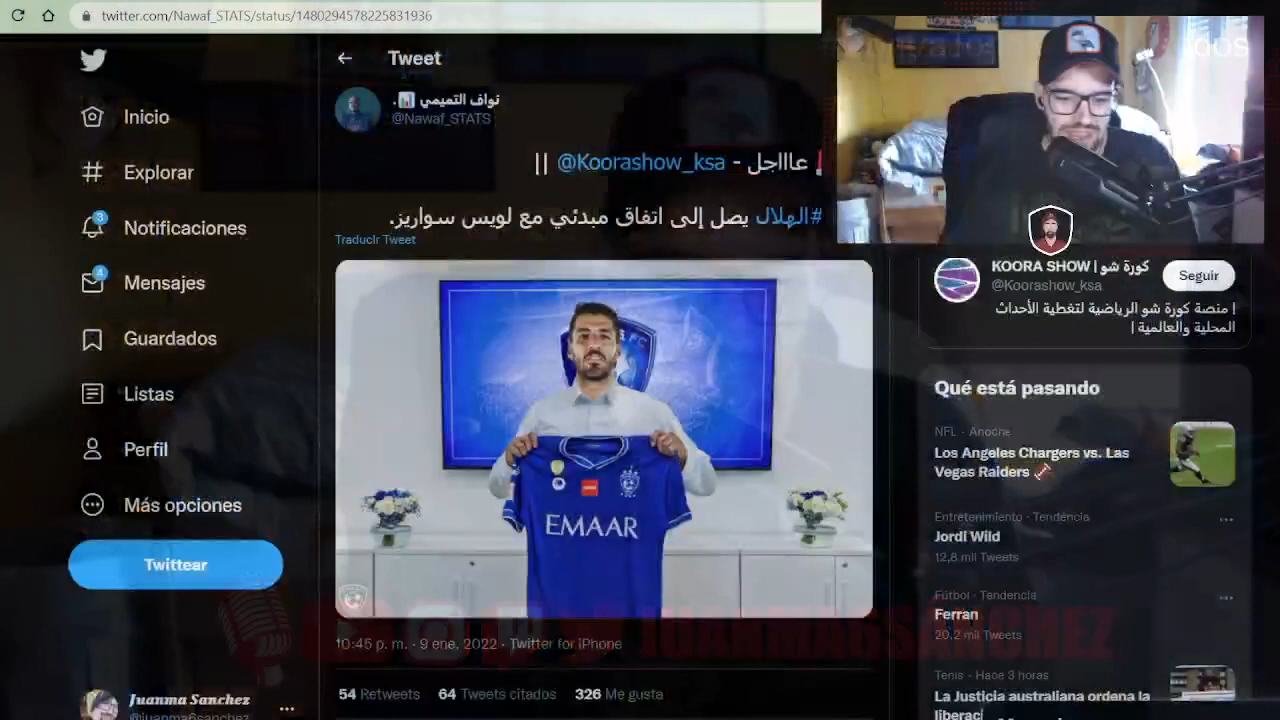 twitter.com/Nawaf_STATS/status/1480294578225831936
Tweet
Inicio
Explorar
3
Notificaciones
4
Mensajes
Guardados
Listas
Perfil
Más opciones
Twittear
Juanma Sanchez
@juanma6sanchez
نواف التميمي 📊.
@Nawaf_STATS
عاااجل - @Koorashow_ksa ||
#الهلال يصل إلى اتفاق مبدئي مع لويس سواريز.
Traducir Tweet
EMAAR
10:45 p. m. · 9 ene. 2022 · Twitter for iPhone
54 Retweets 64 Tweets citados 326 Me gusta
JUANMA6SANCHEZ
KOORA SHOW | كورة شو
@Koorashow_ksa
Seguir
| منصة كورة شو الرياضية لتغطية الأحداث
المحلية والعالمية |
Qué está pasando
NFL · Anoche
Los Angeles Chargers vs. Las
Vegas Raiders
Entretenimiento · Tendencia
Jordi Wild
12,8 mil Tweets
Fútbol · Tendencia
Ferran
20,2 mil Tweets
Tenis · Hace 3 horas
La Justicia australiana ordena la